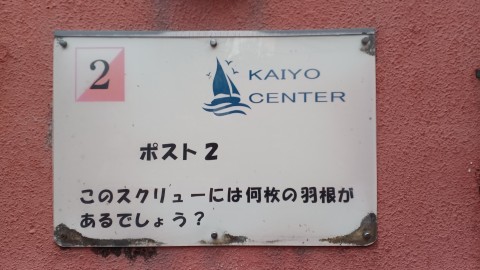 2
KAIYO
CENTER
ポスト2
このスクリューには何枚の羽根が
あるでしょう？